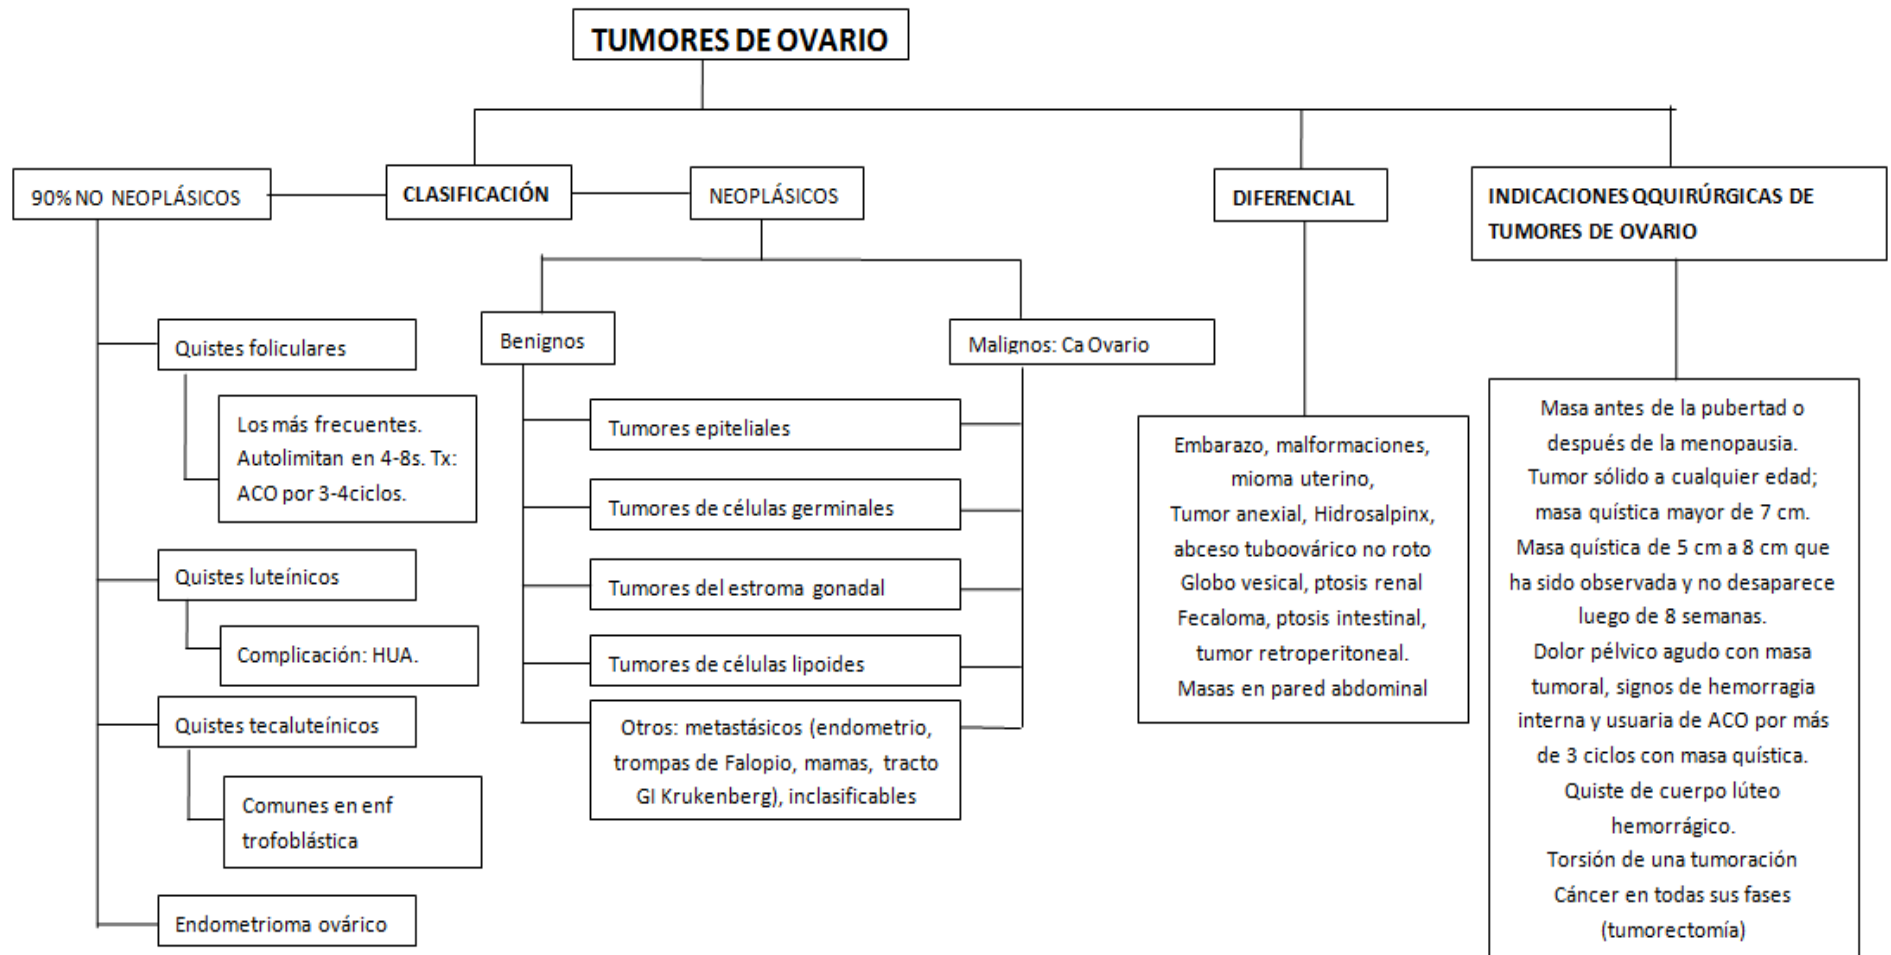 TUMORES DE OVARIO
90% NO NEOPLÁSICOS
CLASIFICACIÓN
NEOPLÁSICOS
DIFERENCIAL
INDICACIONES QQUIRÚRGICAS DE
TUMORES DE OVARIO
Quistes foliculares
Los más frecuentes.
Autolimitan en 4-8s. Tx:
ACO por 3-4ciclos.
Quistes luteínicos
Complicación: HUA.
Quistes tecaluteínicos
Comunes en enf
trofoblástica
Endometrioma ovárico
Benignos
Malignos: Ca Ovario
Tumores epiteliales
Tumores de células germinales
Tumores del estroma gonadal
Tumores de células lipoides
Otros: metastásicos (endometrio,
trompas de Falopio, mamas, tracto
GI Krukenberg), inclasificables
Embarazo, malformaciones,
mioma uterino,
Tumor anexial, Hidrosalpinx,
abceso tuboovárico no roto
Globo vesical, ptosis renal
Fecaloma, ptosis intestinal,
tumor retroperitoneal.
Masas en pared abdominal
Masa antes de la pubertad o
después de la menopausia.
Tumor sólido a cualquier edad;
masa quística mayor de 7 cm.
Masa quística de 5 cm a 8 cm que
ha sido observada y no desaparece
luego de 8 semanas.
Dolor pélvico agudo con masa
tumoral, signos de hemorragia
interna y usuaria de ACO por más
de 3 ciclos con masa quística.
Quiste de cuerpo lúteo
hemorrágico.
Torsión de una tumoración
Cáncer en todas sus fases
(tumorectomía)